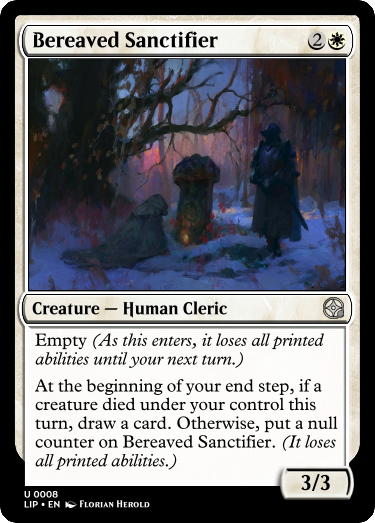 Bereaved Sanctifier 2
Creature — Human Cleric
Empty (As this enters, it loses all printed
abilities until your next turn.)
At the beginning of your end step, if a
creature died under your control this
turn, draw a card. Otherwise, put a null
counter on Bereaved Sanctifier. (It loses
all printed abilities.)
3/3
U 0008
LIP • EN Florian Herold